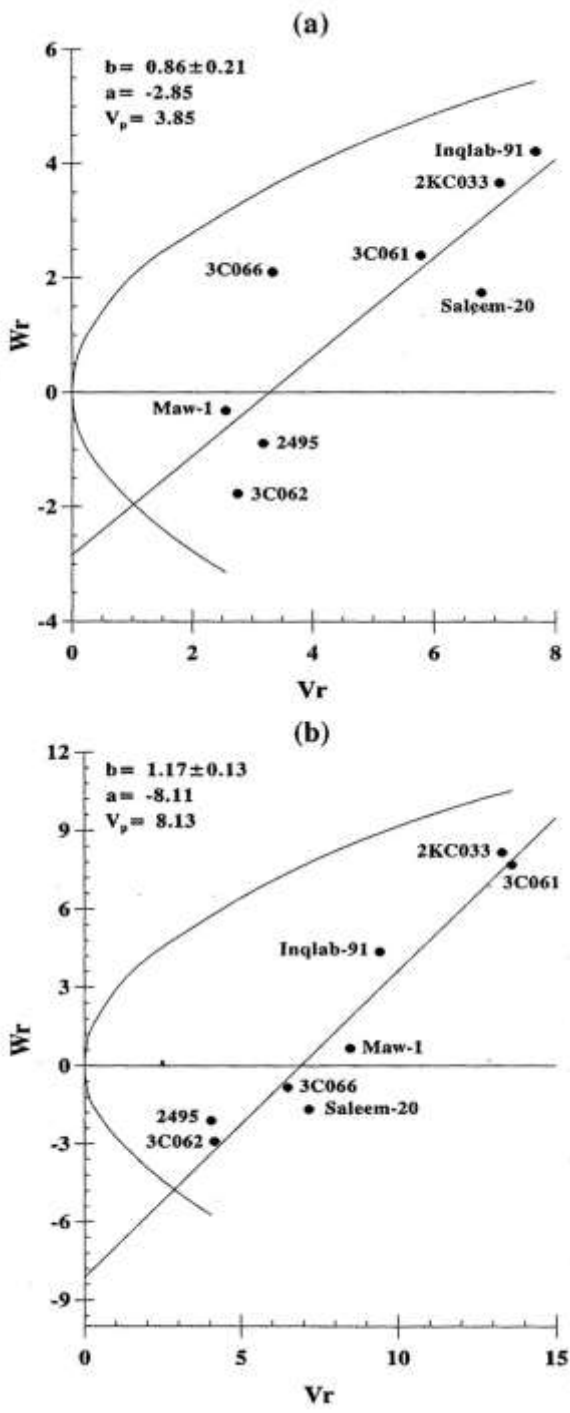 (a)
b= 0.86±0.21
a= -2.85
Vp= 3.85
6
4
2
0
-2
-4
Wr
Inqlab-91
2KC033
3C061
3C066
Saleem-20
Maw-1
2495
3C062
0 2 4 6 8
Vr
(b)
b= 1.17±0.13
a= -8.11
Vp= 8.13
12
9
6
3
0
-3
-6
-9
Wr
2KC033
3C061
Inqlab-91
Maw-1
3C066
Saleem-20
2495
3C062
0 5 10 15
Vr